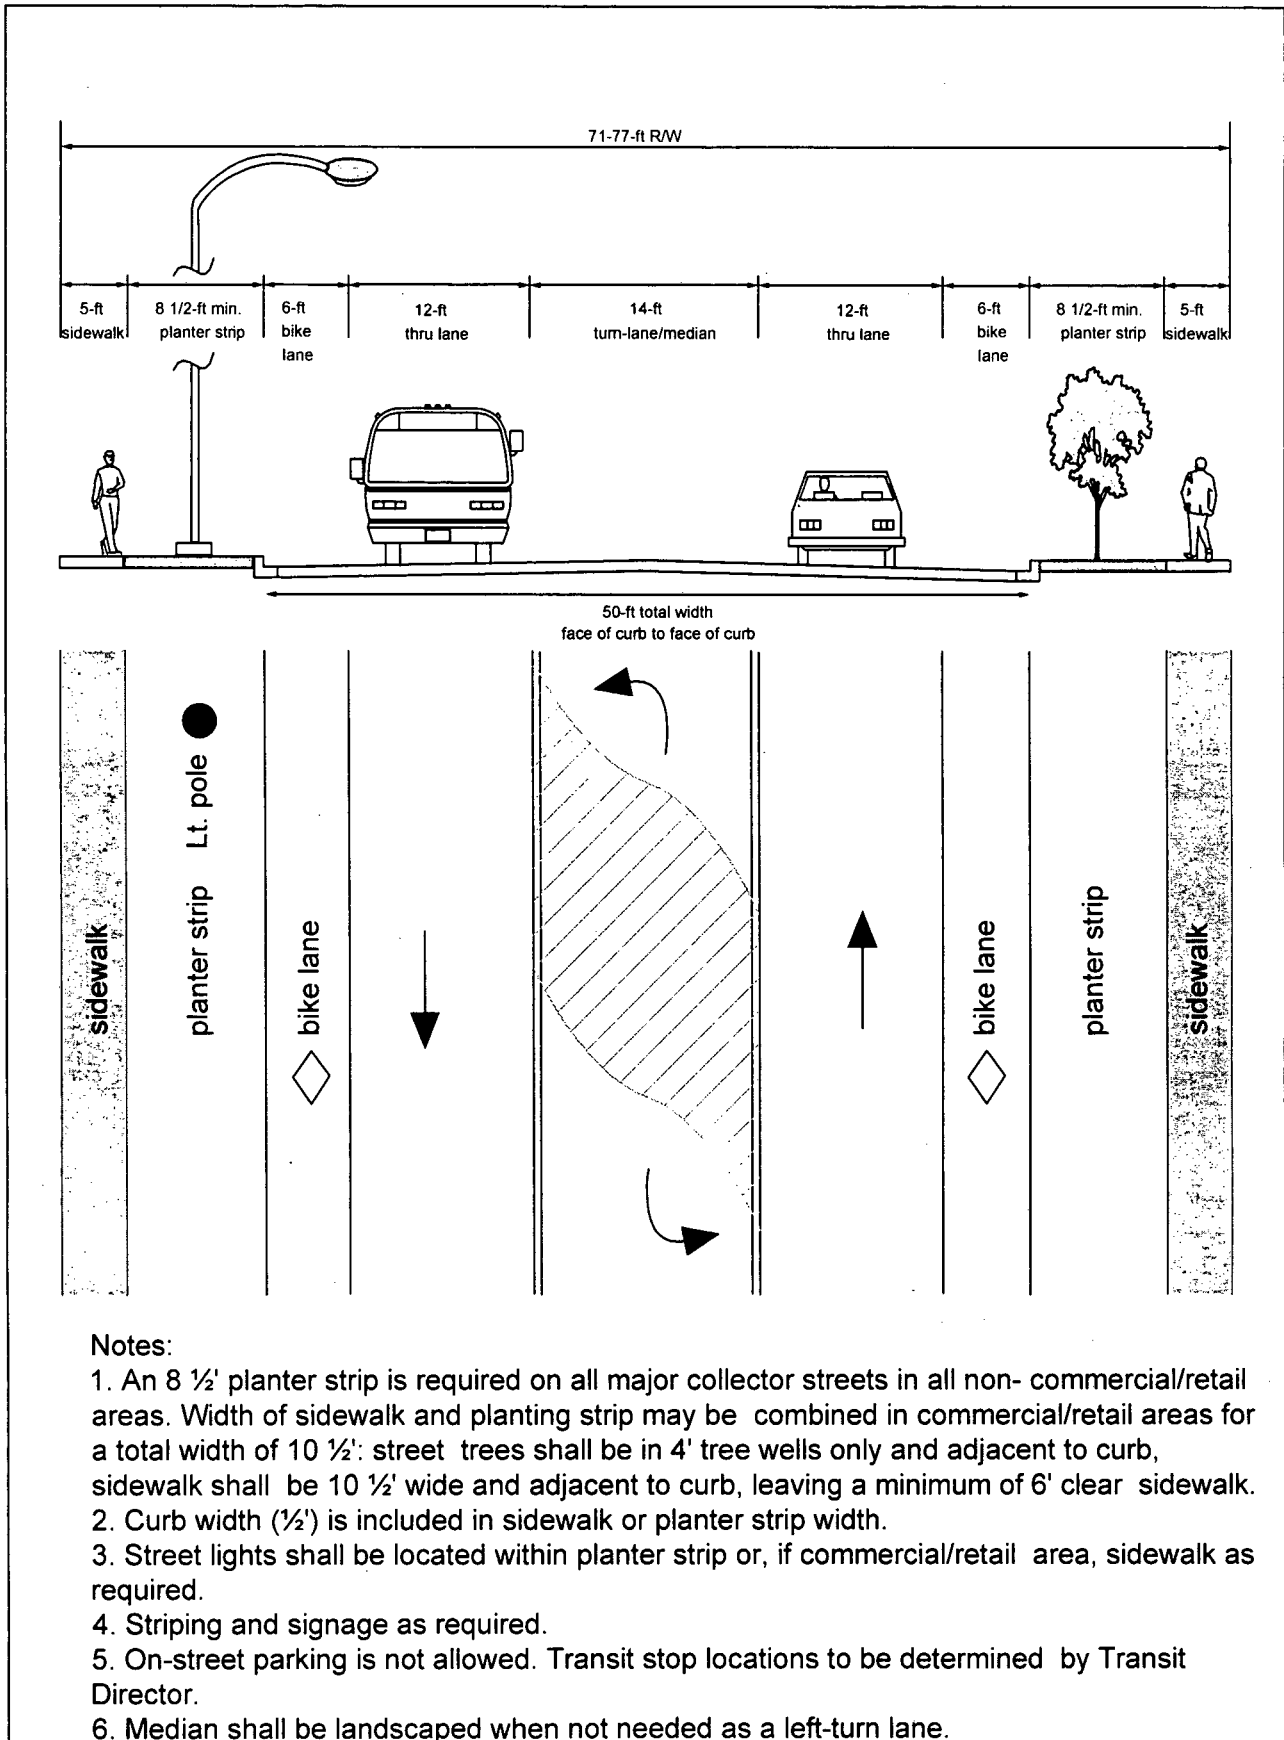 71-77-ft R/W
5-ft
sidewalk
8 1/2-ft min.
planter strip
6-ft
bike
lane
12-ft
thru lane
14-ft
turn-lane/median
12-ft
thru lane
6-ft
bike
lane
8 1/2-ft min.
planter strip
5-ft
sidewalk
50-ft total width
face of curb to face of curb
sidewalk
planter strip Lt. pole
bike lane
bike lane
planter strip
sidewalk
Notes:
1. An 8 ½' planter strip is required on all major collector streets in all non- commercial/retail
areas. Width of sidewalk and planting strip may be combined in commercial/retail areas for
a total width of 10 ½': street trees shall be in 4' tree wells only and adjacent to curb,
sidewalk shall be 10 ½' wide and adjacent to curb, leaving a minimum of 6' clear sidewalk.
2. Curb width (½') is included in sidewalk or planter strip width.
3. Street lights shall be located within planter strip or, if commercial/retail area, sidewalk as
required.
4. Striping and signage as required.
5. On-street parking is not allowed. Transit stop locations to be determined by Transit
Director.
6. Median shall be landscaped when not needed as a left-turn lane.